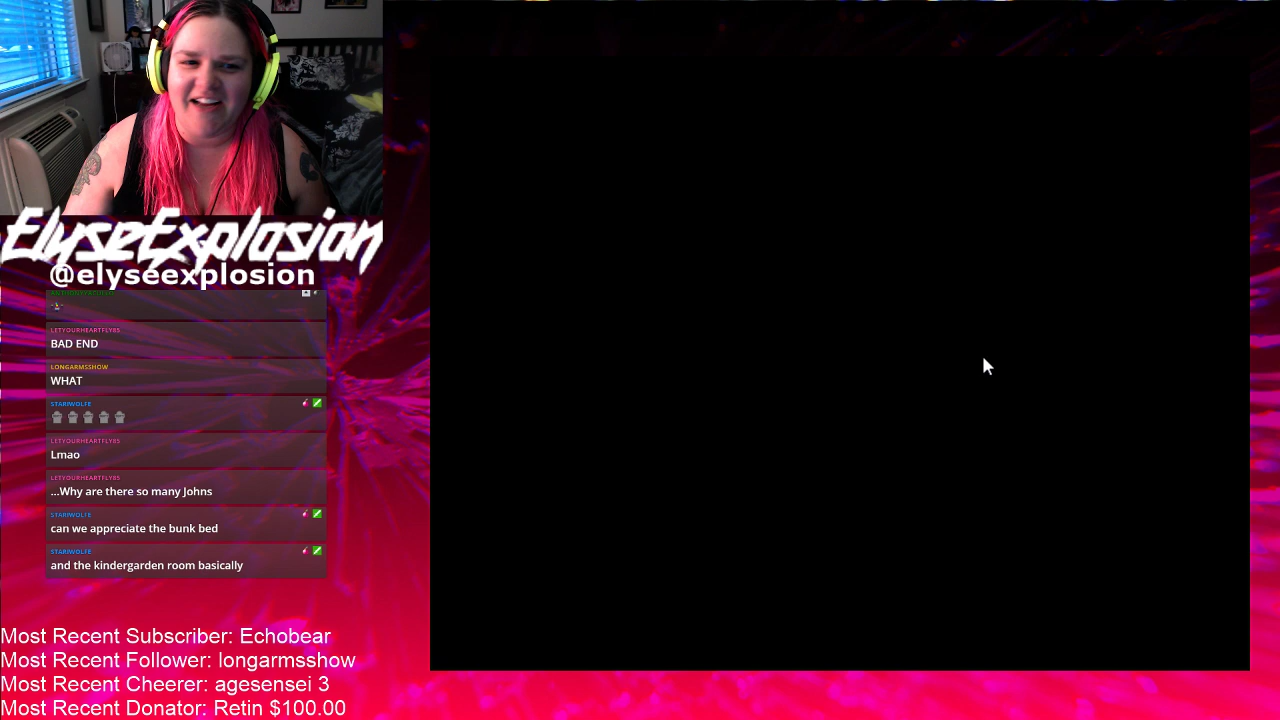 ElyseExplosion
@elyseexplosion
LETYOURHEARTFLY85
BAD END
LONGARMSSHOW
WHAT
STARIWOLFE
LETYOURHEARTFLY85
Lmao
LETYOURHEARTFLY85
...Why are there so many Johns
STARIWOLFE
can we appreciate the bunk bed
STARIWOLFE
and the kindergarden room basically
Most Recent Subscriber: Echobear
Most Recent Follower: longarmsshow
Most Recent Cheerer: agesensei 3
Most Recent Donator: Retin $100.00